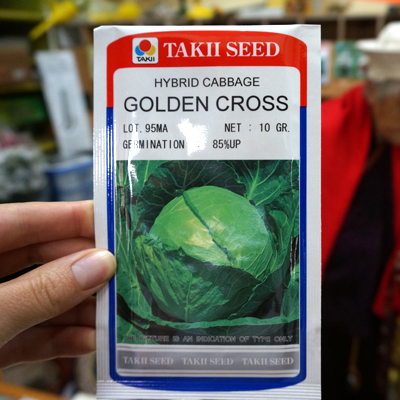 TAKII
TAKII SEED
HYBRID CABBAGE
GOLDEN CROSS
LOT. 95MA NET : 10 GR.
GERMINATION 85%UP
PICTURE IS AN INDICATION OF TYPE ONLY
TAKII SEED TAKII SEED TAKII SEED